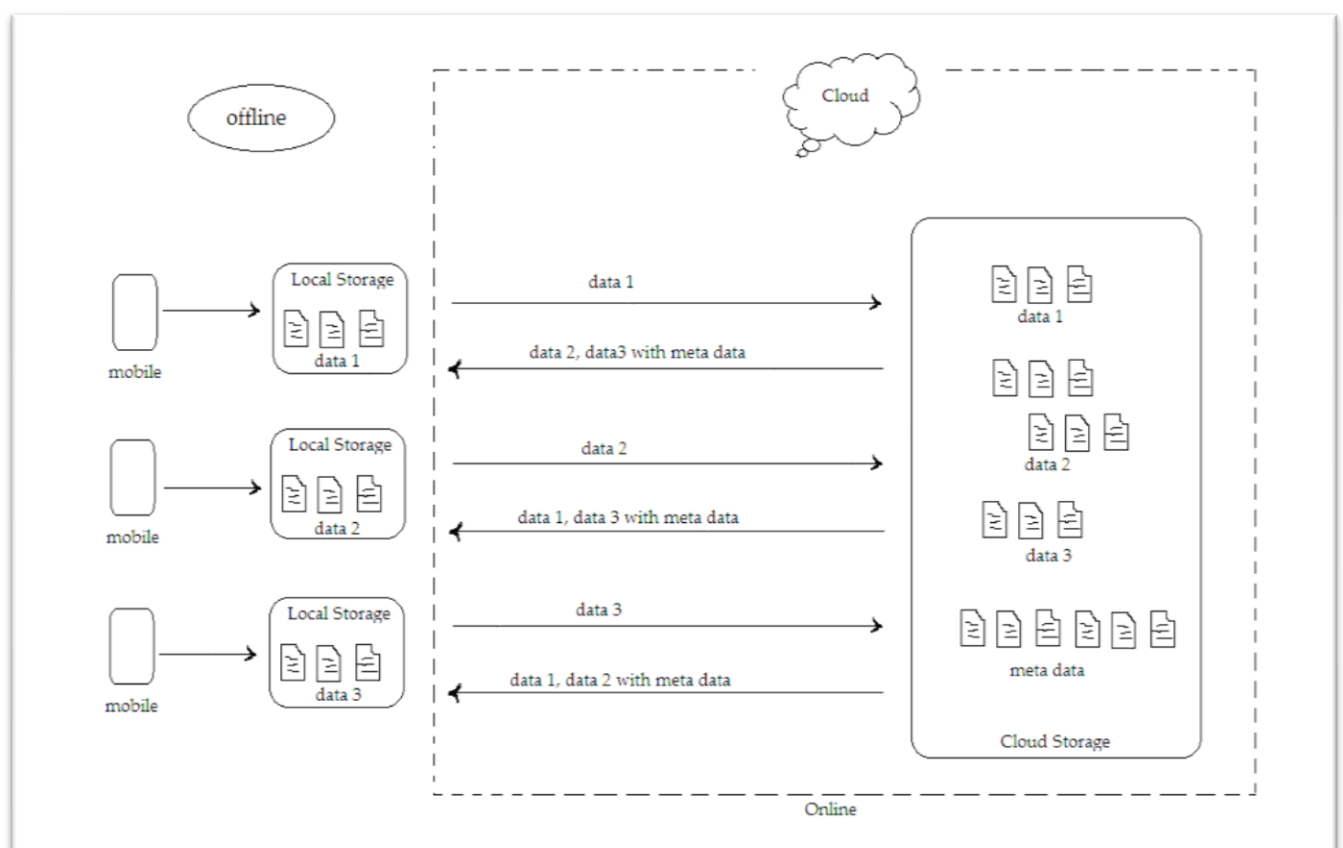 offline
Cloud
Local Storage
data 1
mobile
data 1
data 2, data3 with meta data
data 1
Local Storage
data 2
mobile
data 2
data 1, data 3 with meta data
data 2
data 3
Local Storage
data 3
mobile
data 3
data 1, data 2 with meta data
meta data
Cloud Storage
Online